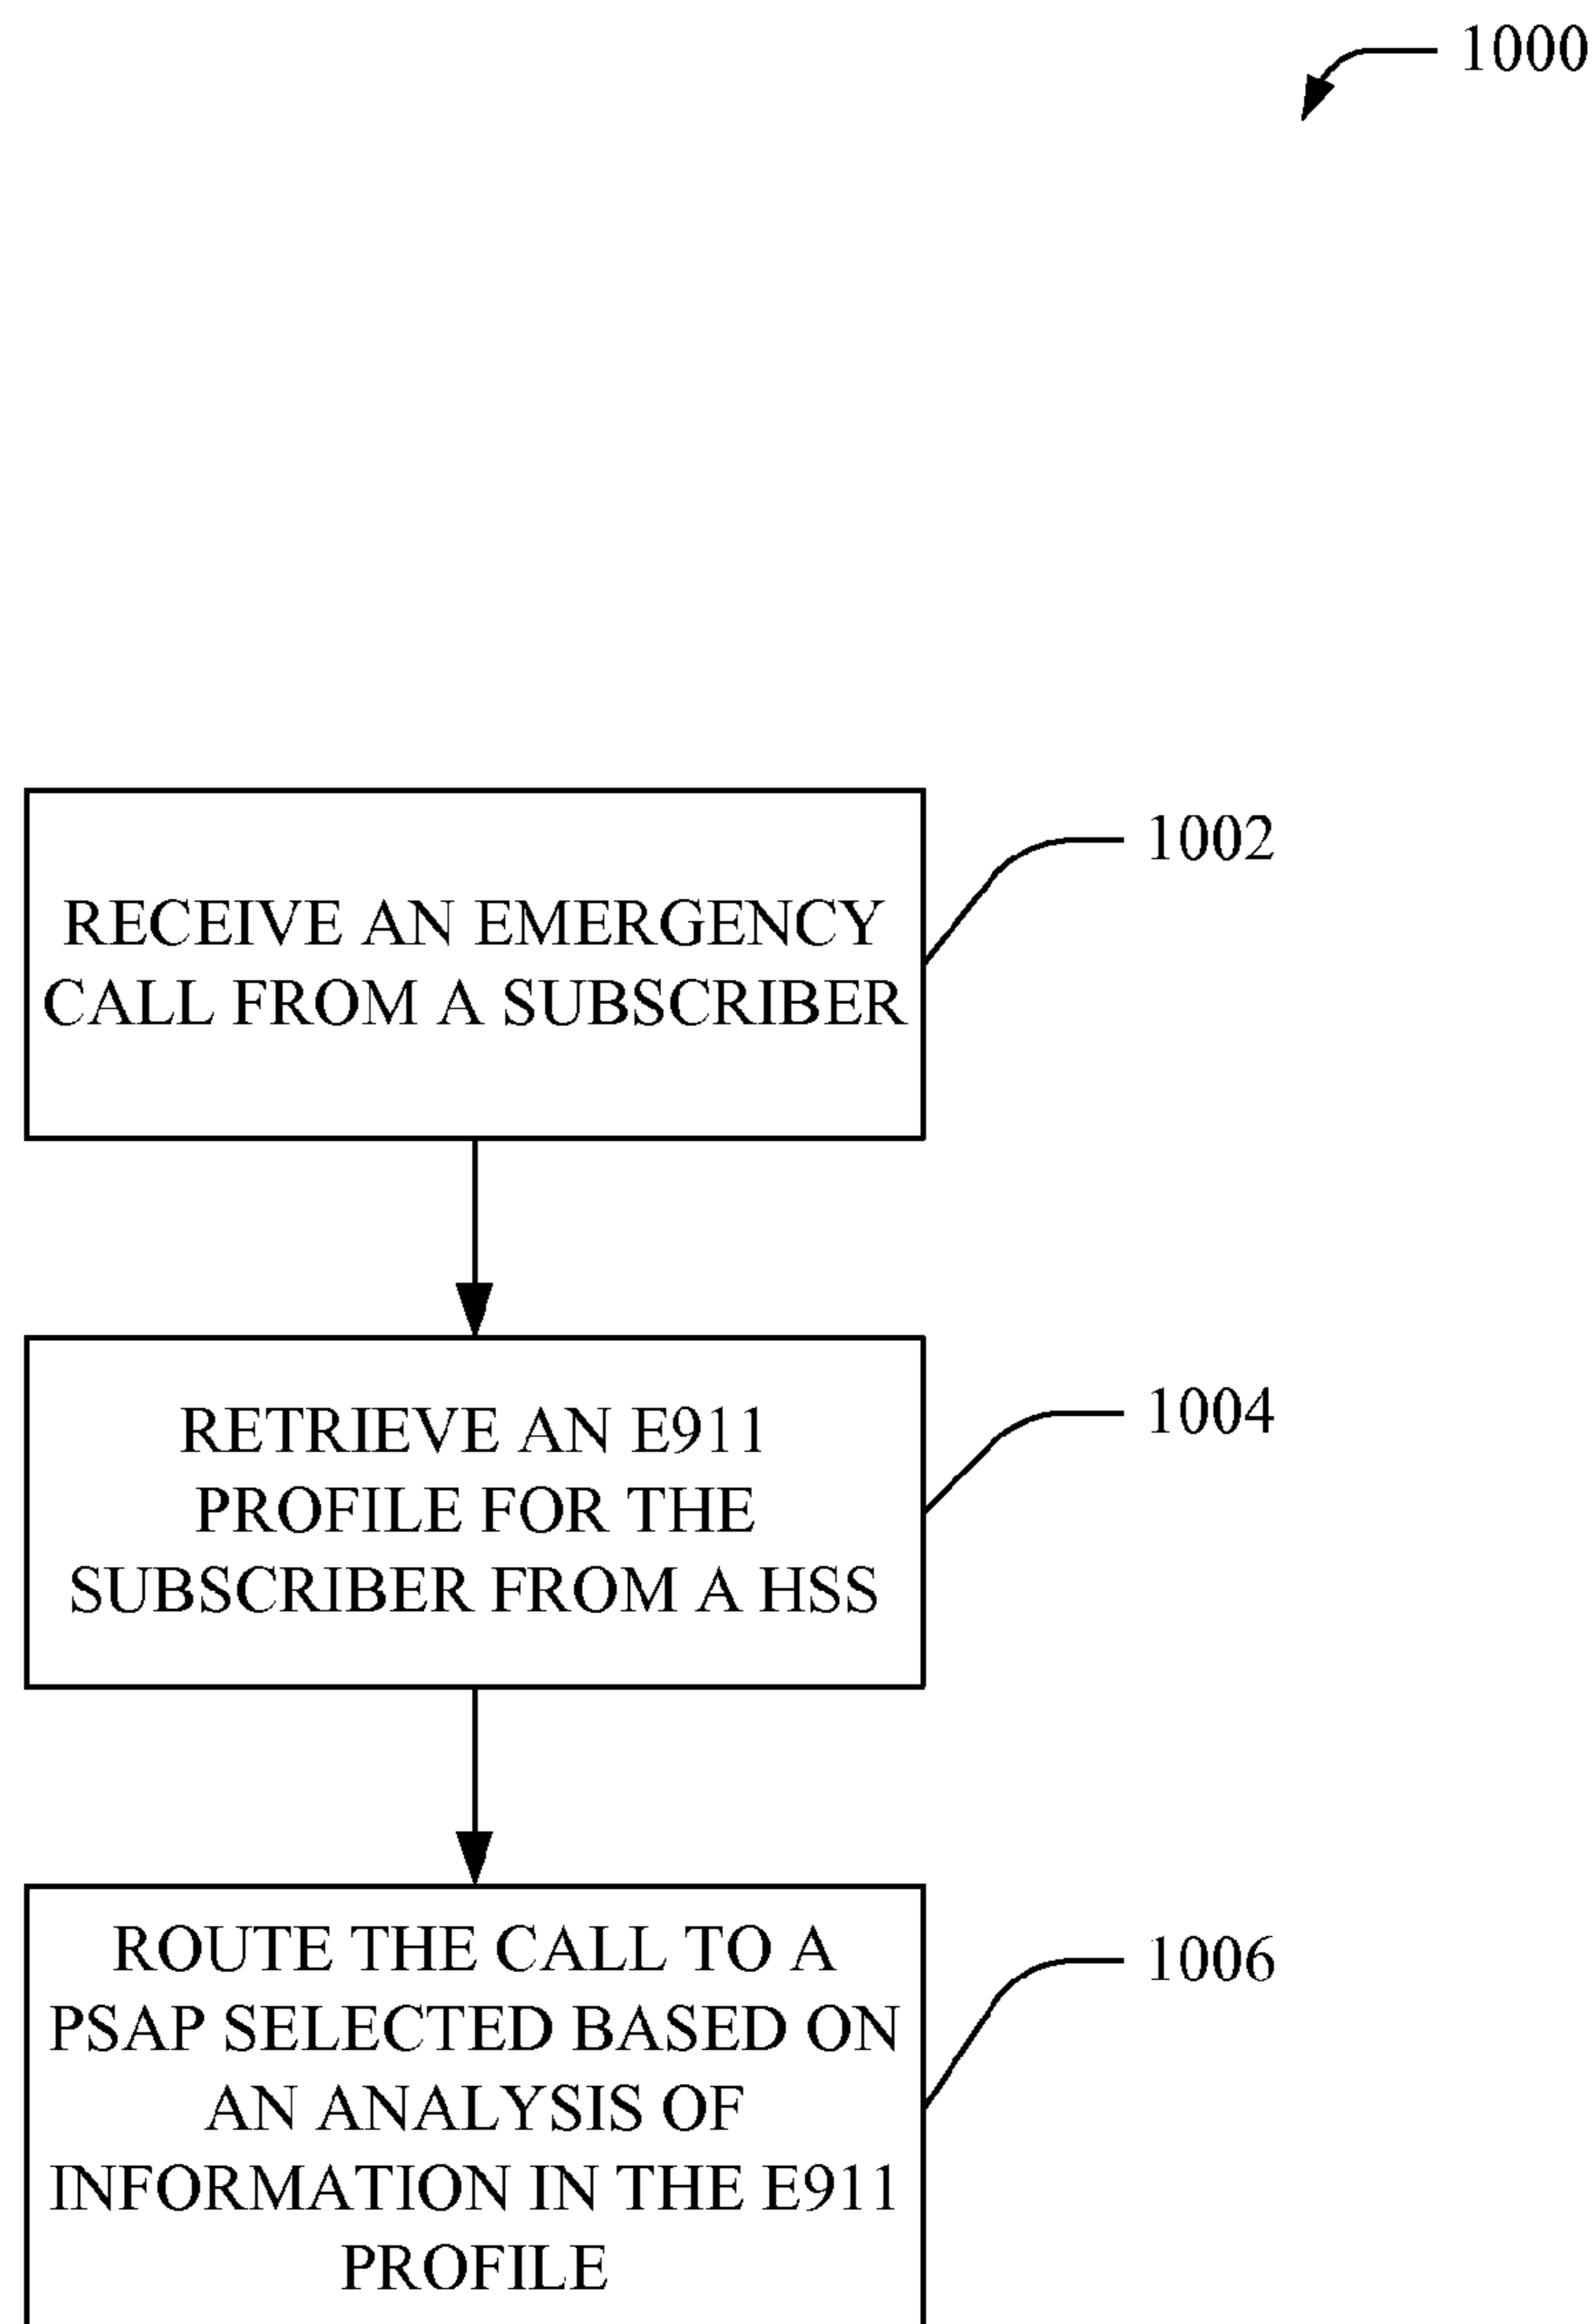 1000
RECEIVE AN EMERGENCY
CALL FROM A SUBSCRIBER
1002
RETRIEVE AN E911
PROFILE FOR THE
SUBSCRIBER FROM A HSS
1004
ROUTE THE CALL TO A
PSAP SELECTED BASED ON
AN ANALYSIS OF
INFORMATION IN THE E911
PROFILE
1006